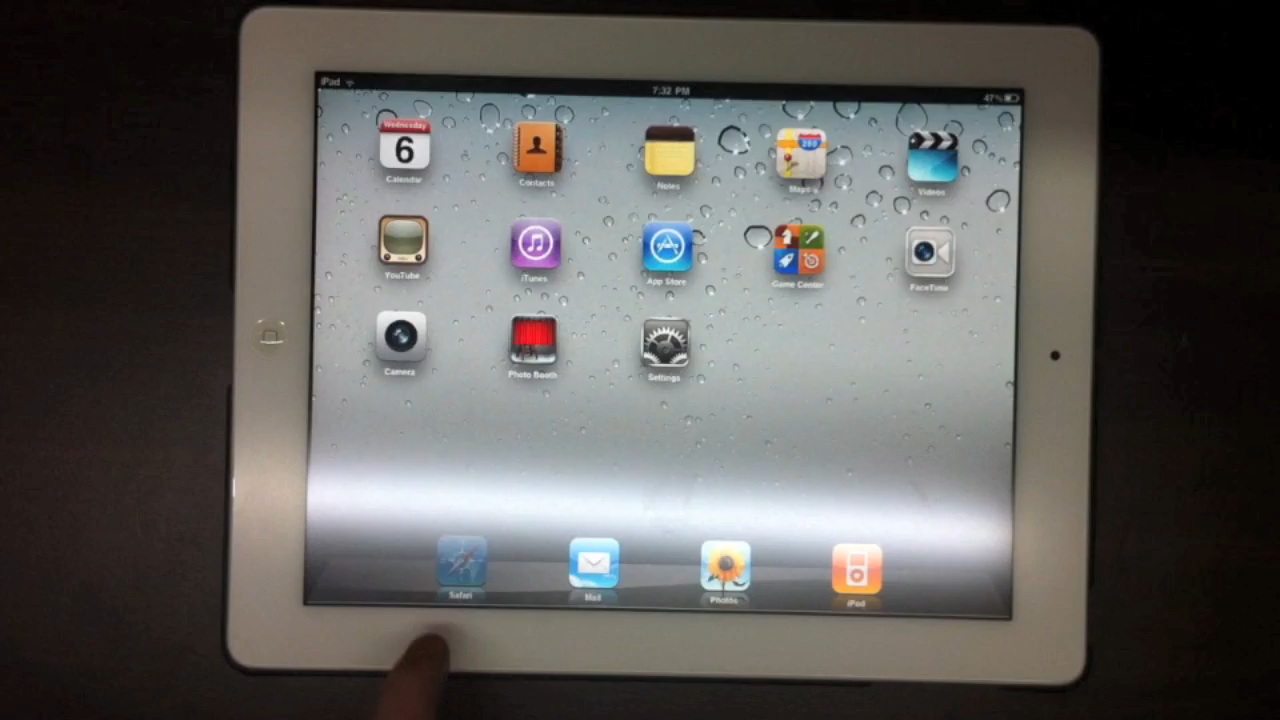 iPad 7:32 PM 47%
Wednesday
6
280
Calendar Contacts Notes Maps Videos
YouTube iTunes App Store Game Center FaceTime
Camera Photo Booth Settings
Safari Mail Photos iPod